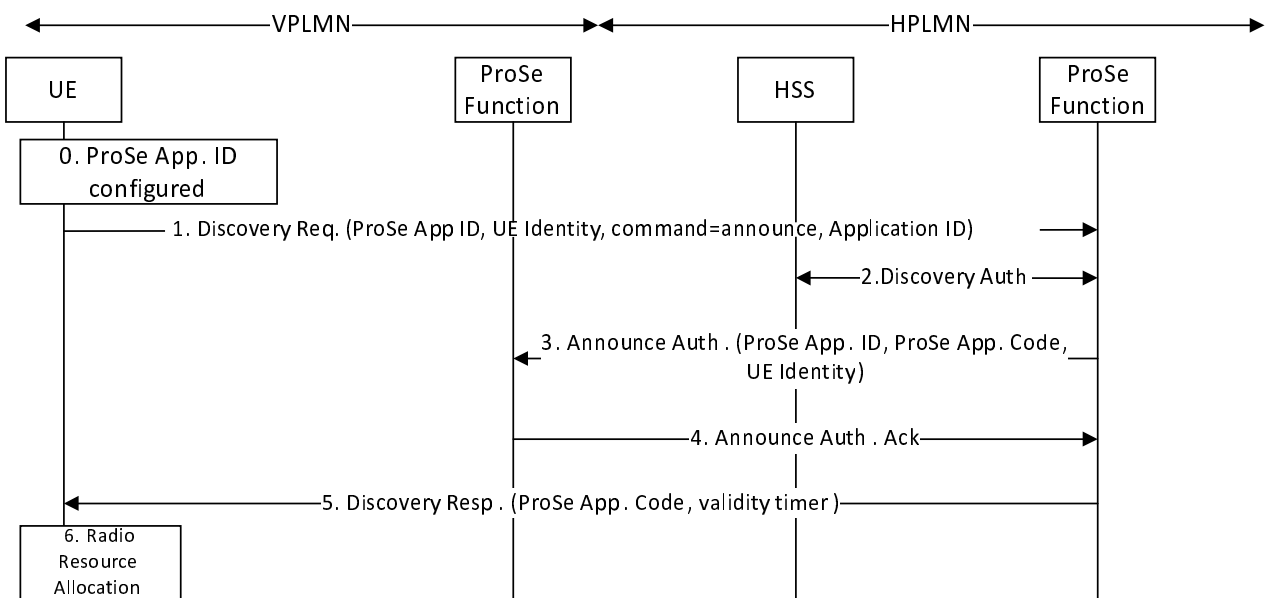 VPLMN
HPLMN
UE
ProSe
Function
HSS
ProSe
Function
0. ProSe App. ID
configured
1. Discovery Req. (ProSe App ID, UE Identity, command=announce, Application ID)
2.Discovery Auth
3. Announce Auth . (ProSe App. ID, ProSe App. Code,
UE Identity)
4. Announce Auth . Ack
5. Discovery Resp . (ProSe App. Code, validity timer )
6. Radio
Resource
Allocation